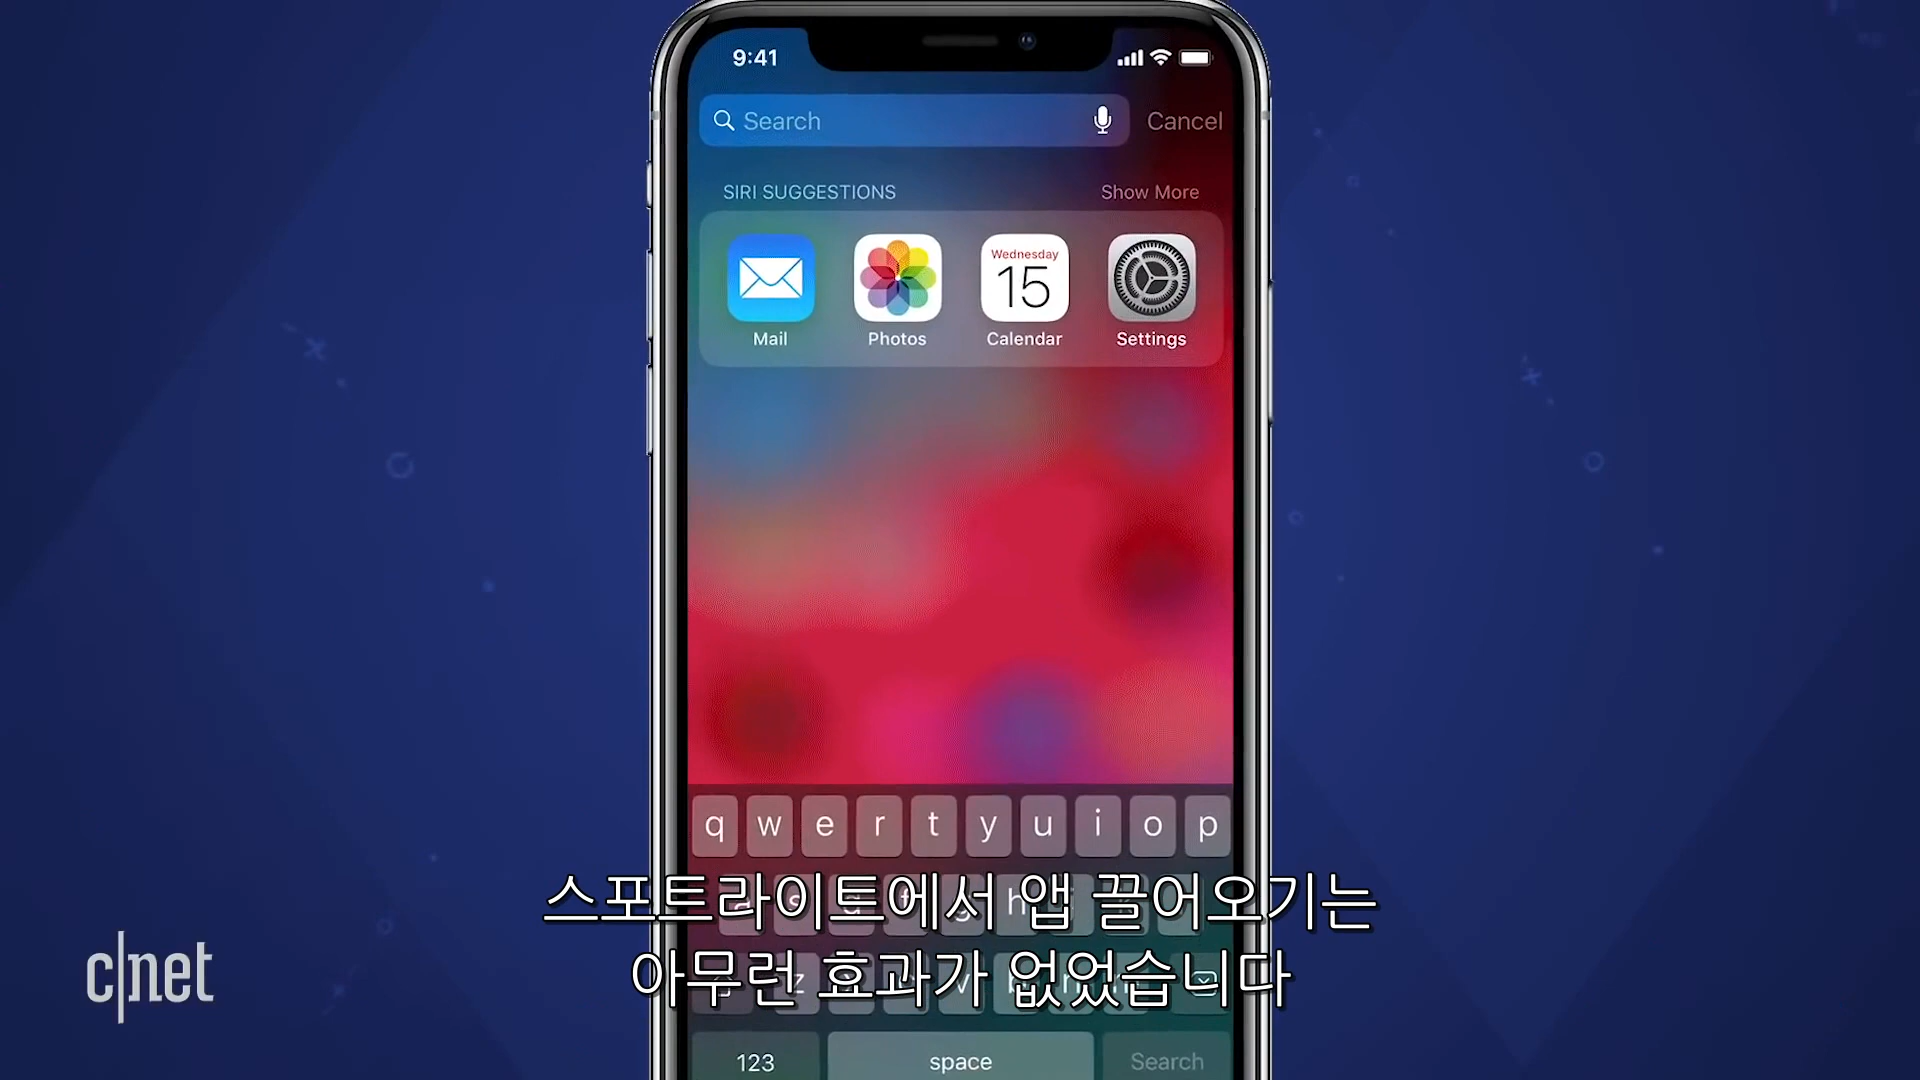 9:41
Search Cancel
SIRI SUGGESTIONS Show More
Wednesday
15
Mail Photos Calendar Settings
q w e r t y u i o p
스포트라이트에서 앱 끌어오기는
아무런 효과가 없었습니다
c|net
123 space Search